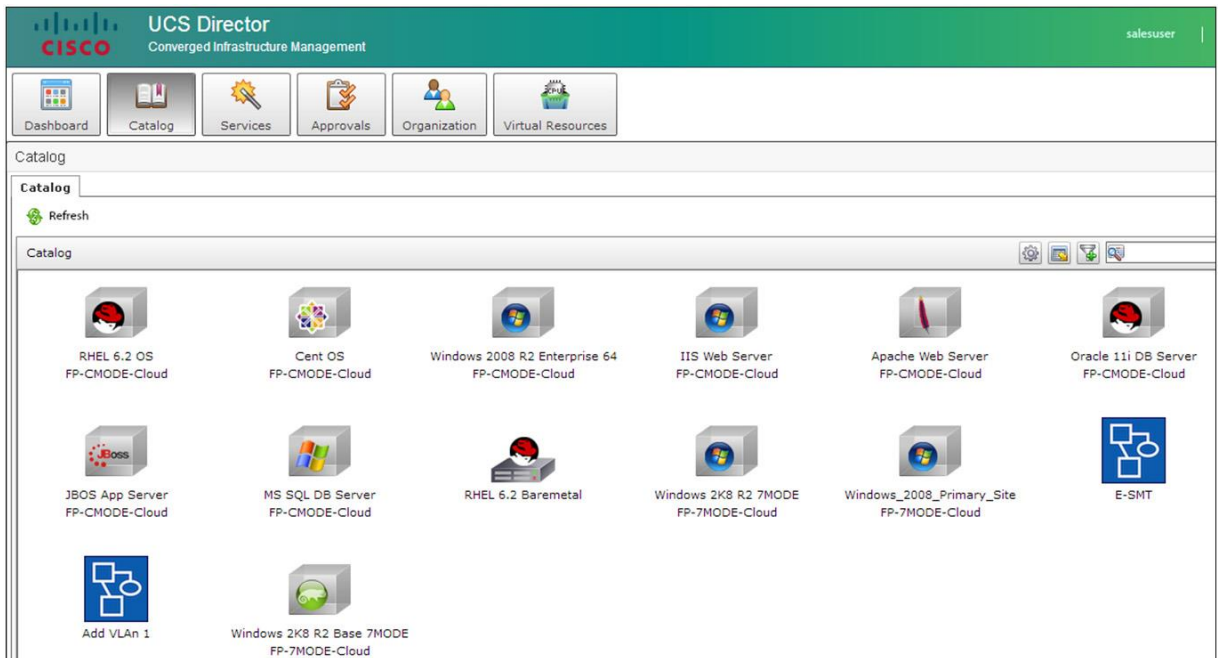 CISCO
UCS Director
Converged Infrastructure Management
salesuser
Dashboard
Catalog
Services
Approvals
Organization
CPU
Virtual Resources
Catalog
Catalog
Refresh
Catalog
RHEL 6.2 OS
FP-CMODE-Cloud
Cent OS
FP-CMODE-Cloud
Windows 2008 R2 Enterprise 64
FP-CMODE-Cloud
IIS Web Server
FP-CMODE-Cloud
Apache Web Server
FP-CMODE-Cloud
Oracle 11i DB Server
FP-CMODE-Cloud
JBoss
JBOS App Server
FP-CMODE-Cloud
MS SQL DB Server
FP-CMODE-Cloud
RHEL 6.2 Baremetal
Windows 2K8 R2 7MODE
FP-7MODE-Cloud
Windows_2008_Primary_Site
FP-7MODE-Cloud
E-SMT
Add VLAn 1
Windows 2K8 R2 Base 7MODE
FP-7MODE-Cloud